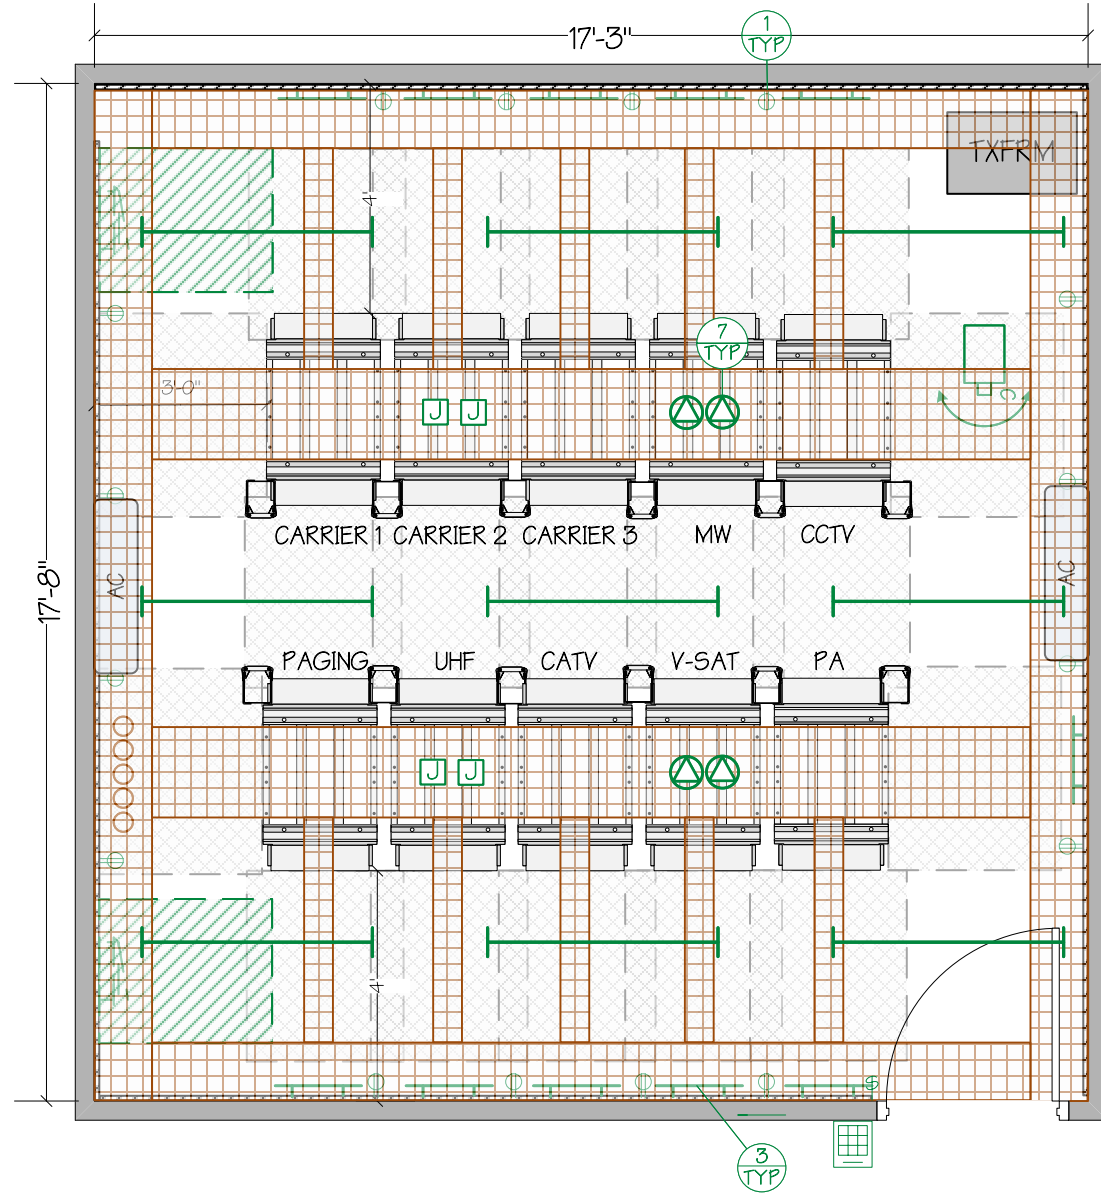 17'-3"
1
TYP
TXFRM
4'
7
TYP
3'-0"
J J
C
CARRIER 1 CARRIER 2 CARRIER 3 MW CCTV
AC
AC
17'-8"
PAGING UHF CATV V-SAT PA
J J
4'
S
3
TYP